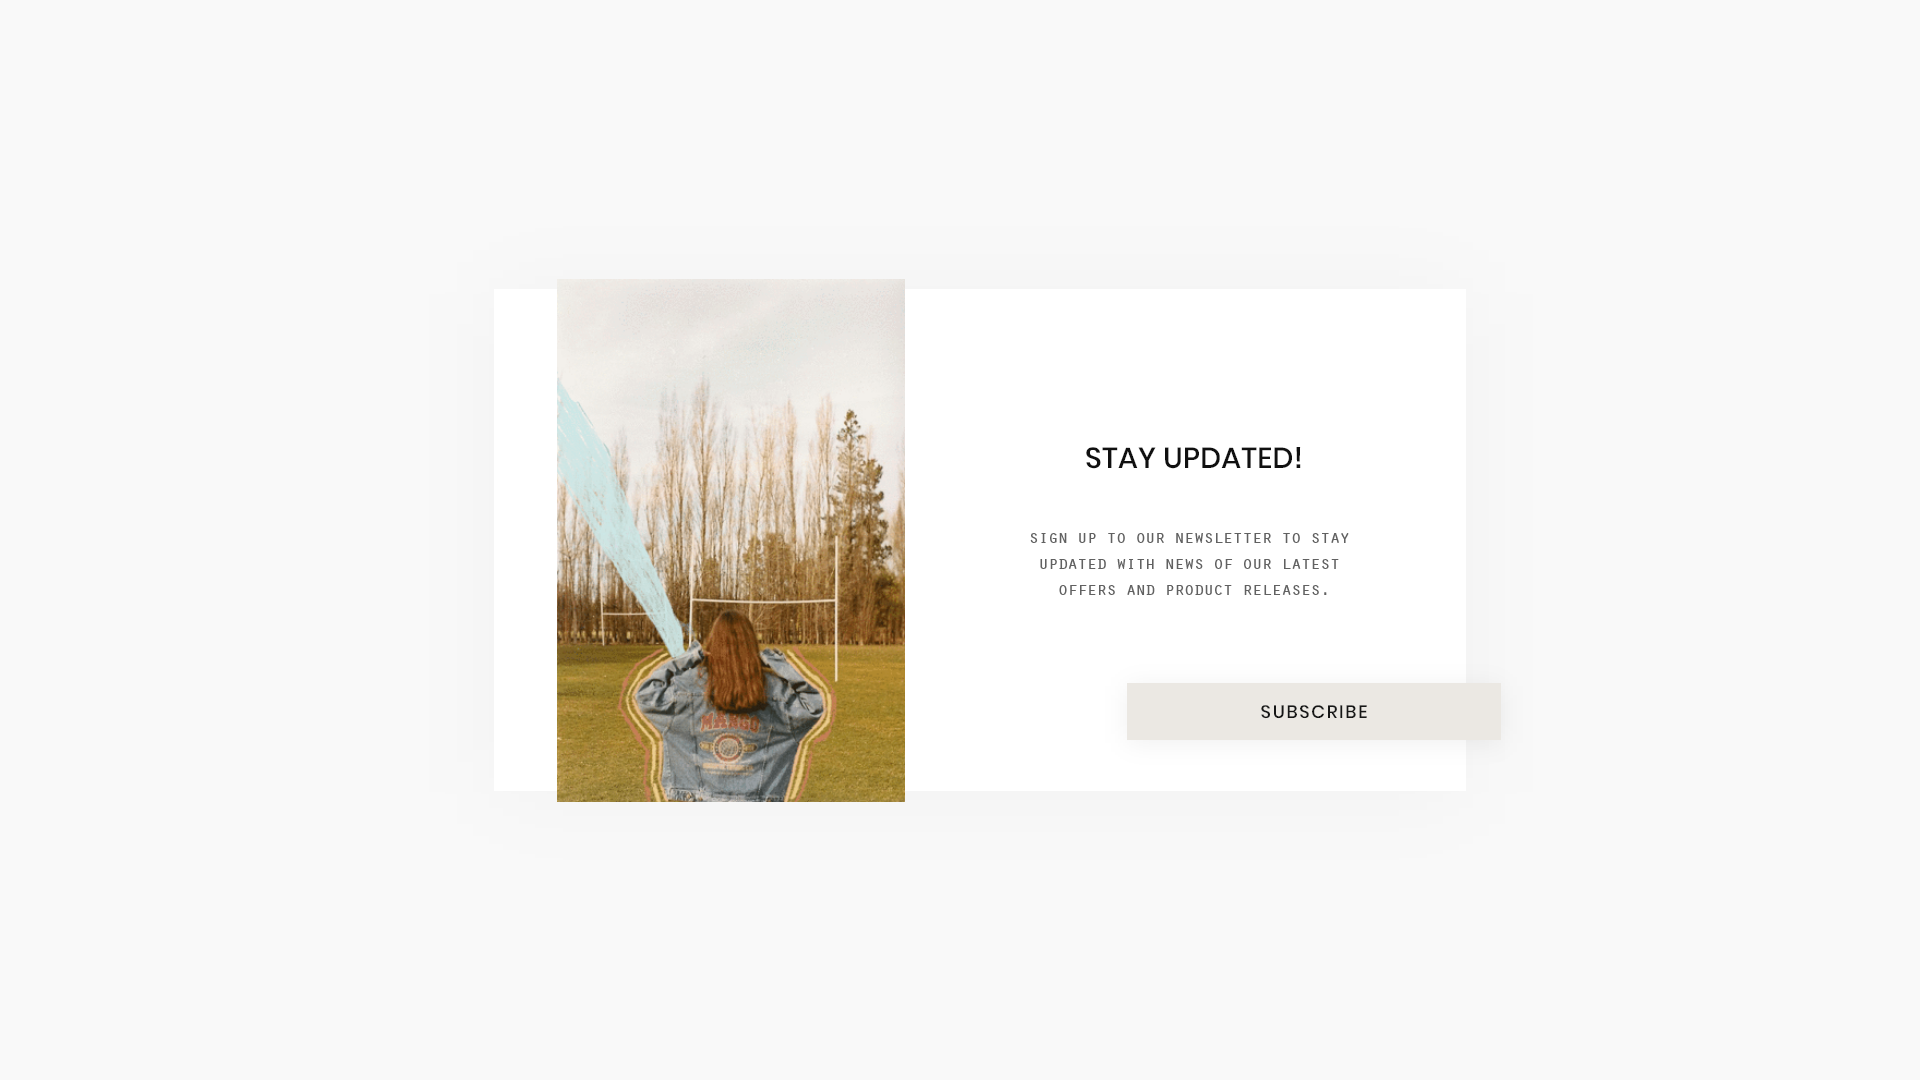 STAY UPDATED!
SIGN UP TO OUR NEWSLETTER TO STAY
UPDATED WITH NEWS OF OUR LATEST
OFFERS AND PRODUCT RELEASES.
SUBSCRIBE